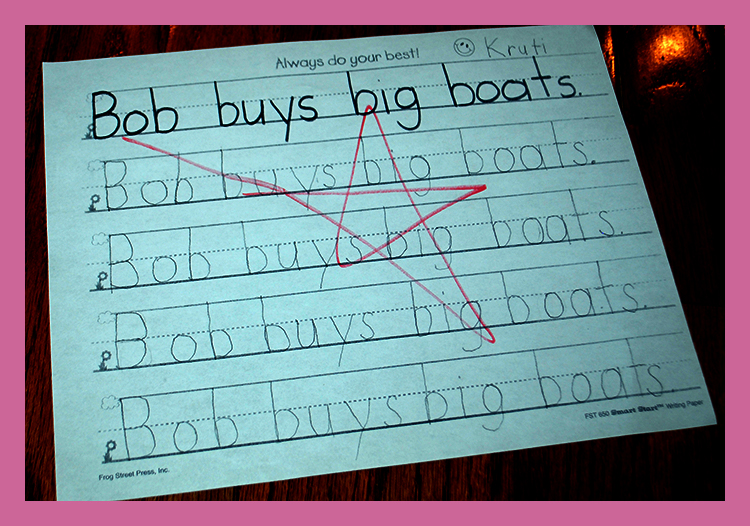 Always do your best! Kruti
Bob buys big boats.
Bob buys big boats.
Bob buys big boats.
Bob buys big boats.
Bob buys big boats.
FST 650 Smart Start™ Writing Paper
Frog Street Press, Inc.